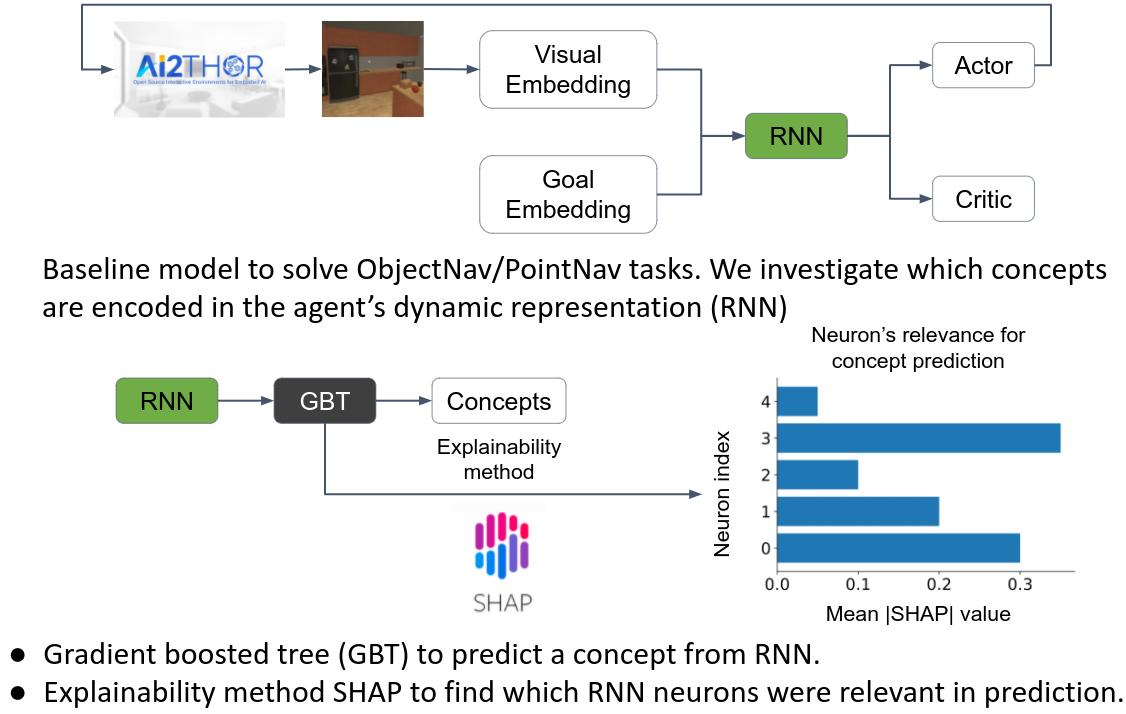 Ai2THOR
Open Source Interactive Environments for Embodied AI
Visual
Embedding
Goal
Embedding
RNN
Actor
Critic
Baseline model to solve ObjectNav/PointNav tasks. We investigate which concepts
are encoded in the agent’s dynamic representation (RNN)
RNN
GBT
Concepts
Explainability
method
SHAP
Neuron’s relevance for
concept prediction
Neuron index
4
3
2
1
0
0.0 0.1 0.2 0.3
Mean |SHAP| value
● Gradient boosted tree (GBT) to predict a concept from RNN.
● Explainability method SHAP to find which RNN neurons were relevant in prediction.